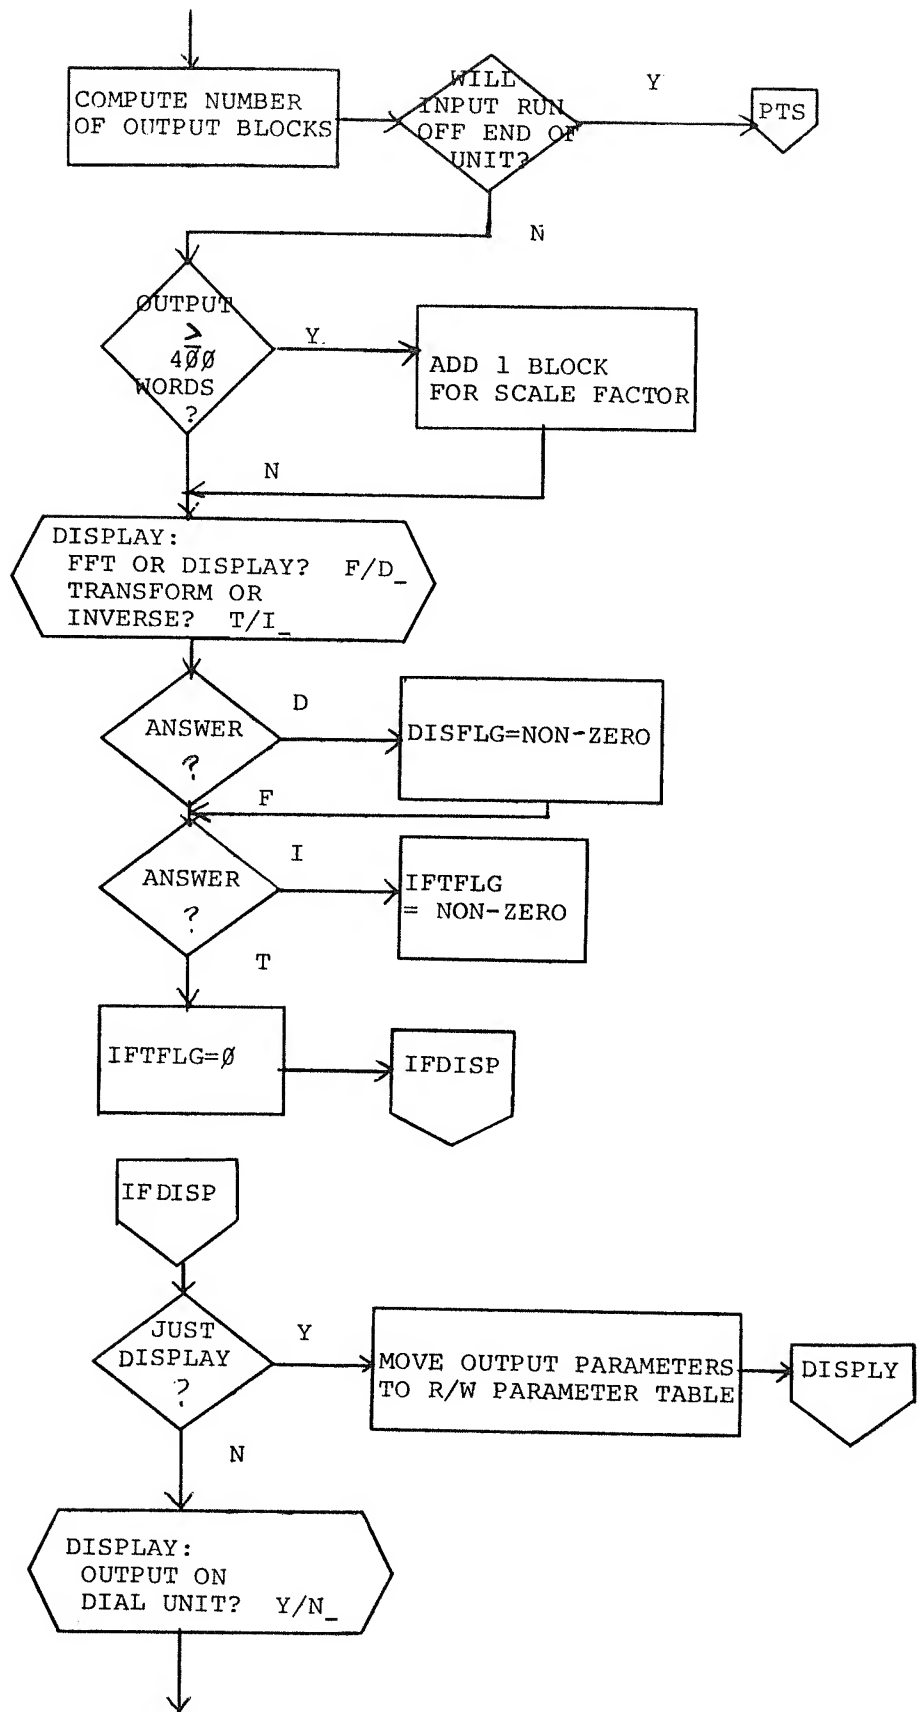 COMPUTE NUMBER
OF OUTPUT BLOCKS
WILL
INPUT RUN
OFF END OF
UNIT?
Y
PTS
N
OUTPUT
≥
4ØØ
WORDS
?
Y
ADD 1 BLOCK
FOR SCALE FACTOR
N
DISPLAY:
FFT OR DISPLAY? F/D_
TRANSFORM OR
INVERSE? T/I_
ANSWER
?
D
DISFLG=NON-ZERO
F
ANSWER
?
I
IFTFLG
= NON-ZERO
T
IFTFLG=Ø
IFDISP
IFDISP
JUST
DISPLAY
?
Y
MOVE OUTPUT PARAMETERS
TO R/W PARAMETER TABLE
DISPLY
N
DISPLAY:
OUTPUT ON
DIAL UNIT? Y/N_